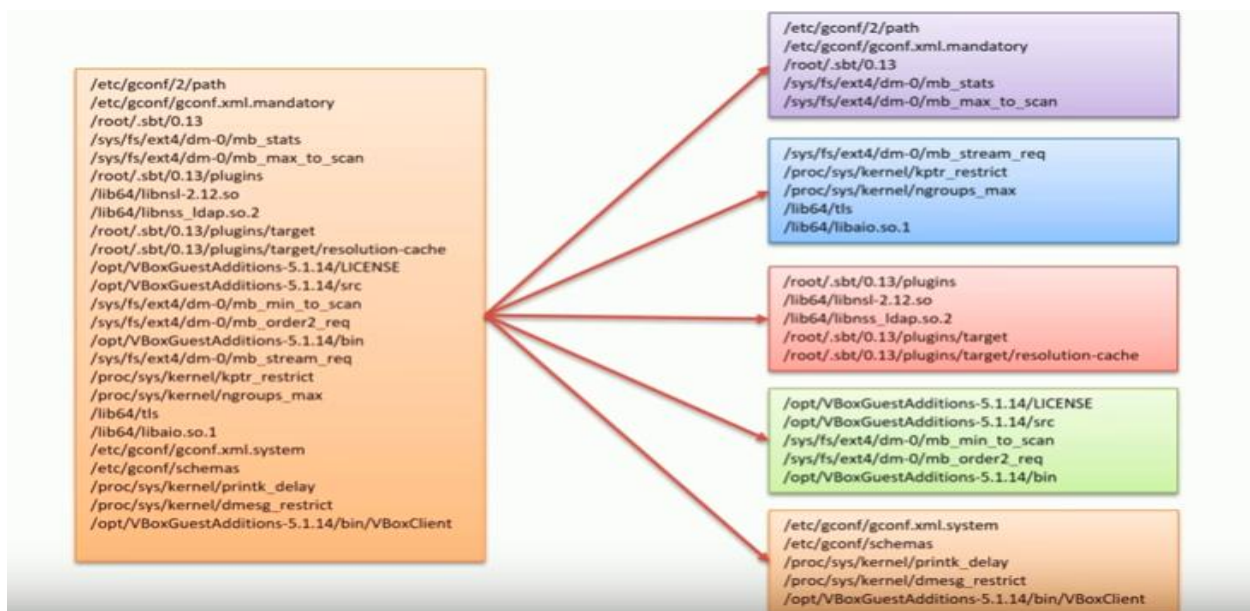 /etc/gconf/2/path
/etc/gconf/gconf.xml.mandatory
/root/.sbt/0.13
/sys/fs/ext4/dm-0/mb_stats
/sys/fs/ext4/dm-0/mb_max_to_scan
/root/.sbt/0.13/plugins
/lib64/libnsl-2.12.so
/lib64/libnss_ldap.so.2
/root/.sbt/0.13/plugins/target
/root/.sbt/0.13/plugins/target/resolution-cache
/opt/VBoxGuestAdditions-5.1.14/LICENSE
/opt/VBoxGuestAdditions-5.1.14/src
/sys/fs/ext4/dm-0/mb_min_to_scan
/sys/fs/ext4/dm-0/mb_order2_req
/opt/VBoxGuestAdditions-5.1.14/bin
/sys/fs/ext4/dm-0/mb_stream_req
/proc/sys/kernel/kptr_restrict
/proc/sys/kernel/ngroups_max
/lib64/tls
/lib64/libaio.so.1
/etc/gconf/gconf.xml.system
/etc/gconf/schemas
/proc/sys/kernel/printk_delay
/proc/sys/kernel/dmesg_restrict
/opt/VBoxGuestAdditions-5.1.14/bin/VBoxClient
/etc/gconf/2/path
/etc/gconf/gconf.xml.mandatory
/root/.sbt/0.13
/sys/fs/ext4/dm-0/mb_stats
/sys/fs/ext4/dm-0/mb_max_to_scan
/sys/fs/ext4/dm-0/mb_stream_req
/proc/sys/kernel/kptr_restrict
/proc/sys/kernel/ngroups_max
/lib64/tls
/lib64/libaio.so.1
/root/.sbt/0.13/plugins
/lib64/libnsl-2.12.so
/lib64/libnss_ldap.so.2
/root/.sbt/0.13/plugins/target
/root/.sbt/0.13/plugins/target/resolution-cache
/opt/VBoxGuestAdditions-5.1.14/LICENSE
/opt/VBoxGuestAdditions-5.1.14/src
/sys/fs/ext4/dm-0/mb_min_to_scan
/sys/fs/ext4/dm-0/mb_order2_req
/opt/VBoxGuestAdditions-5.1.14/bin
/etc/gconf/gconf.xml.system
/etc/gconf/schemas
/proc/sys/kernel/printk_delay
/proc/sys/kernel/dmesg_restrict
/opt/VBoxGuestAdditions-5.1.14/bin/VBoxClient